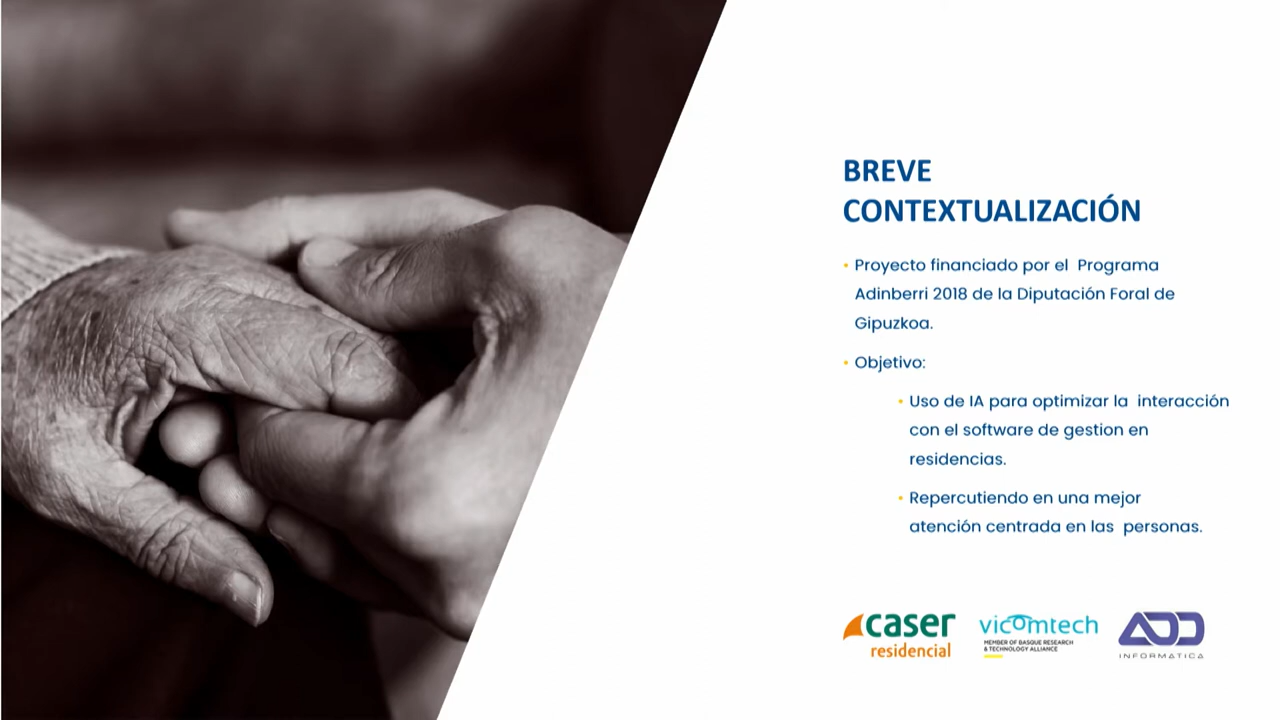 BREVE
CONTEXTUALIZACIÓN
• Proyecto financiado por el Programa
Adinberri 2018 de la Diputación Foral de
Gipuzkoa.
• Objetivo:
• Uso de IA para optimizar la interacción
con el software de gestion en
residencias.
• Repercutiendo en una mejor
atención centrada en las personas.
caser
residencial
vicomtech
MEMBER OF BASQUE RESEARCH
& TECHNOLOGY ALLIANCE
ADD
INFORMATICA